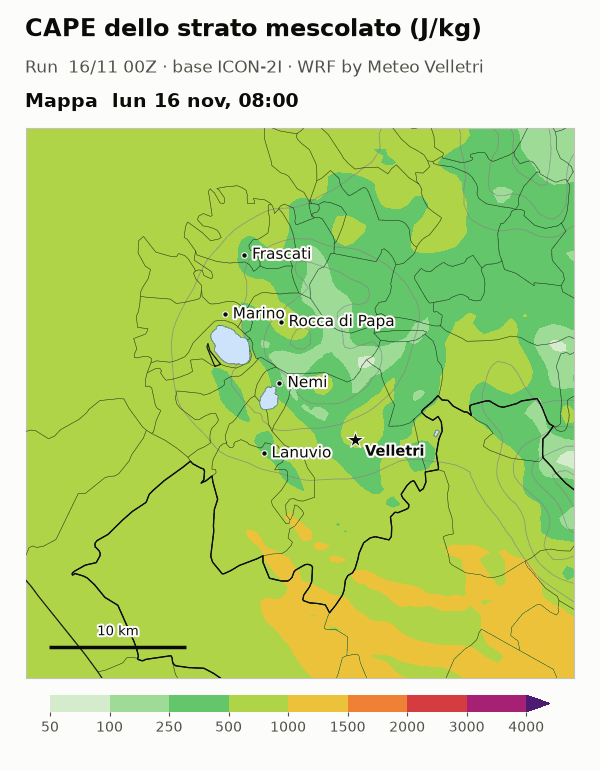 CAPE dello strato mescolato (J/kg)
Run  16/11 00Z · base ICON-2I · WRF by Meteo Velletri
Mappa  lun 16 nov, 08:00
Frascati
Marino
Rocca di Papa
Nemi
Velletri
Lanuvio
10 km
50 100 250 500 1000 1500 2000 3000 4000